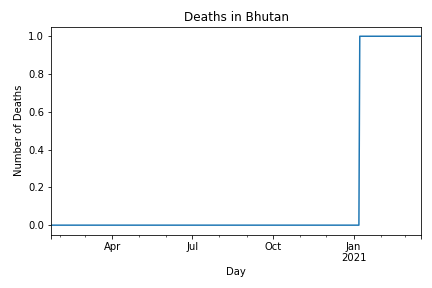 Deaths in Bhutan
1.0
0.8
0.6
0.4
0.2
0.0
Number of Deaths
Apr
Jul
Oct
Jan
2021
Day